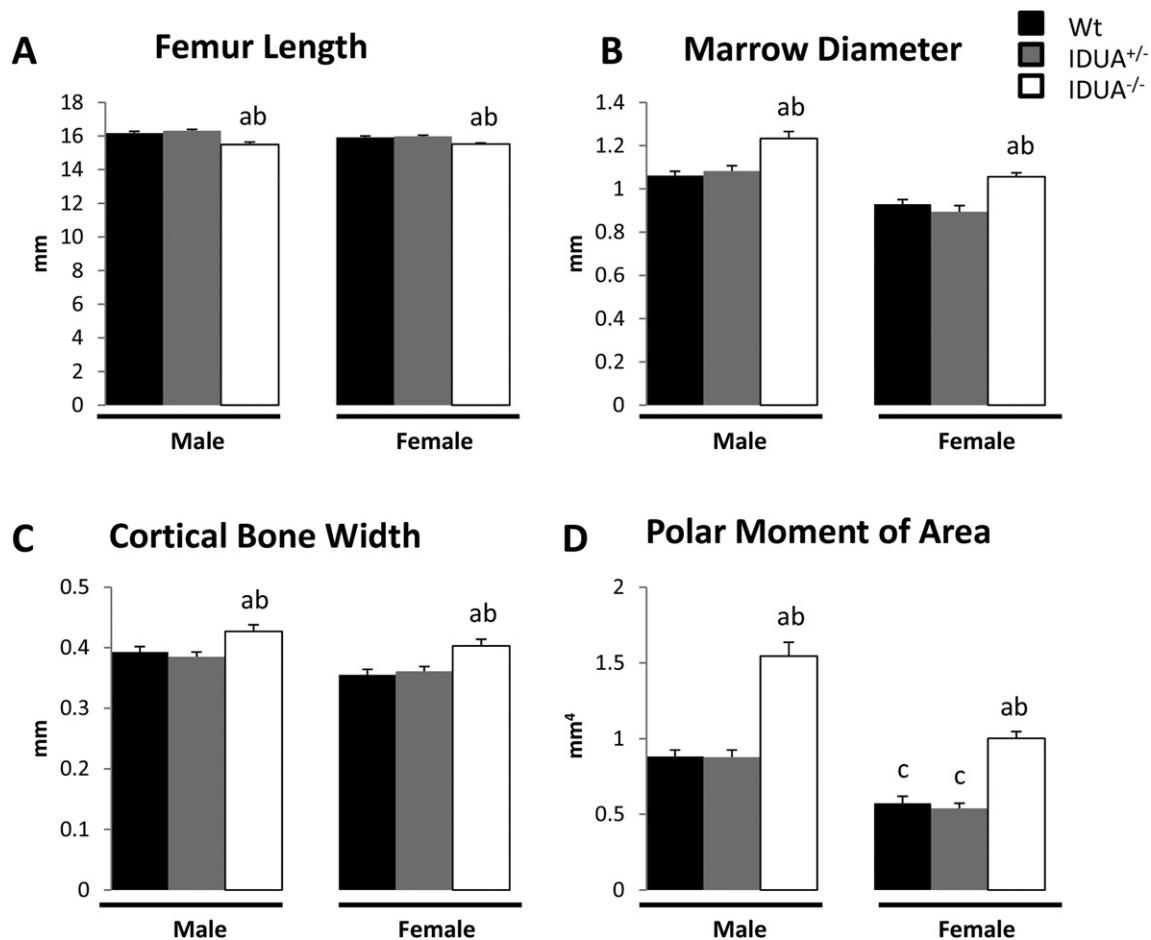 A Femur Length
B Marrow Diameter
Wt
IDUA+/-
IDUA-/-
18
16
14
12
10
8
6
4
2
0
mm
ab
ab
Male
Female
1.4
1.2
1
0.8
0.6
0.4
0.2
0
mm
ab
ab
Male
Female
C Cortical Bone Width
0.5
0.4
0.3
0.2
0.1
0
mm
ab
ab
Male
Female
D Polar Moment of Area
2
1.5
1
0.5
0
mm⁴
ab
c
c
ab
Male
Female